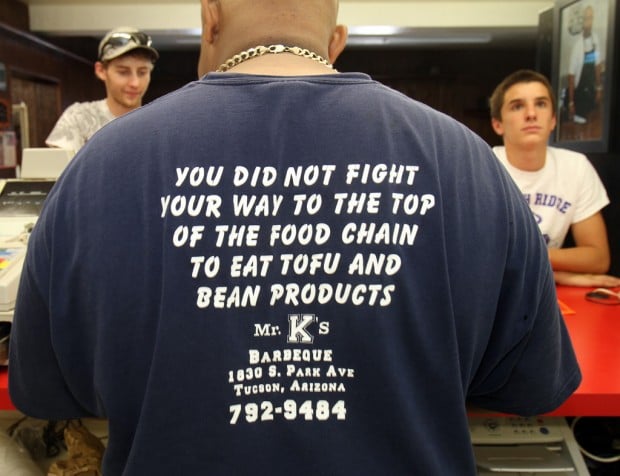 YOU DID NOT FIGHT
YOUR WAY TO THE TOP
OF THE FOOD CHAIN
TO EAT TOFU AND
BEAN PRODUCTS
Mr. K's
BARBEQUE
1830 S. PARK AVE
TUCSON, ARIZONA
792-9484
RIDGE